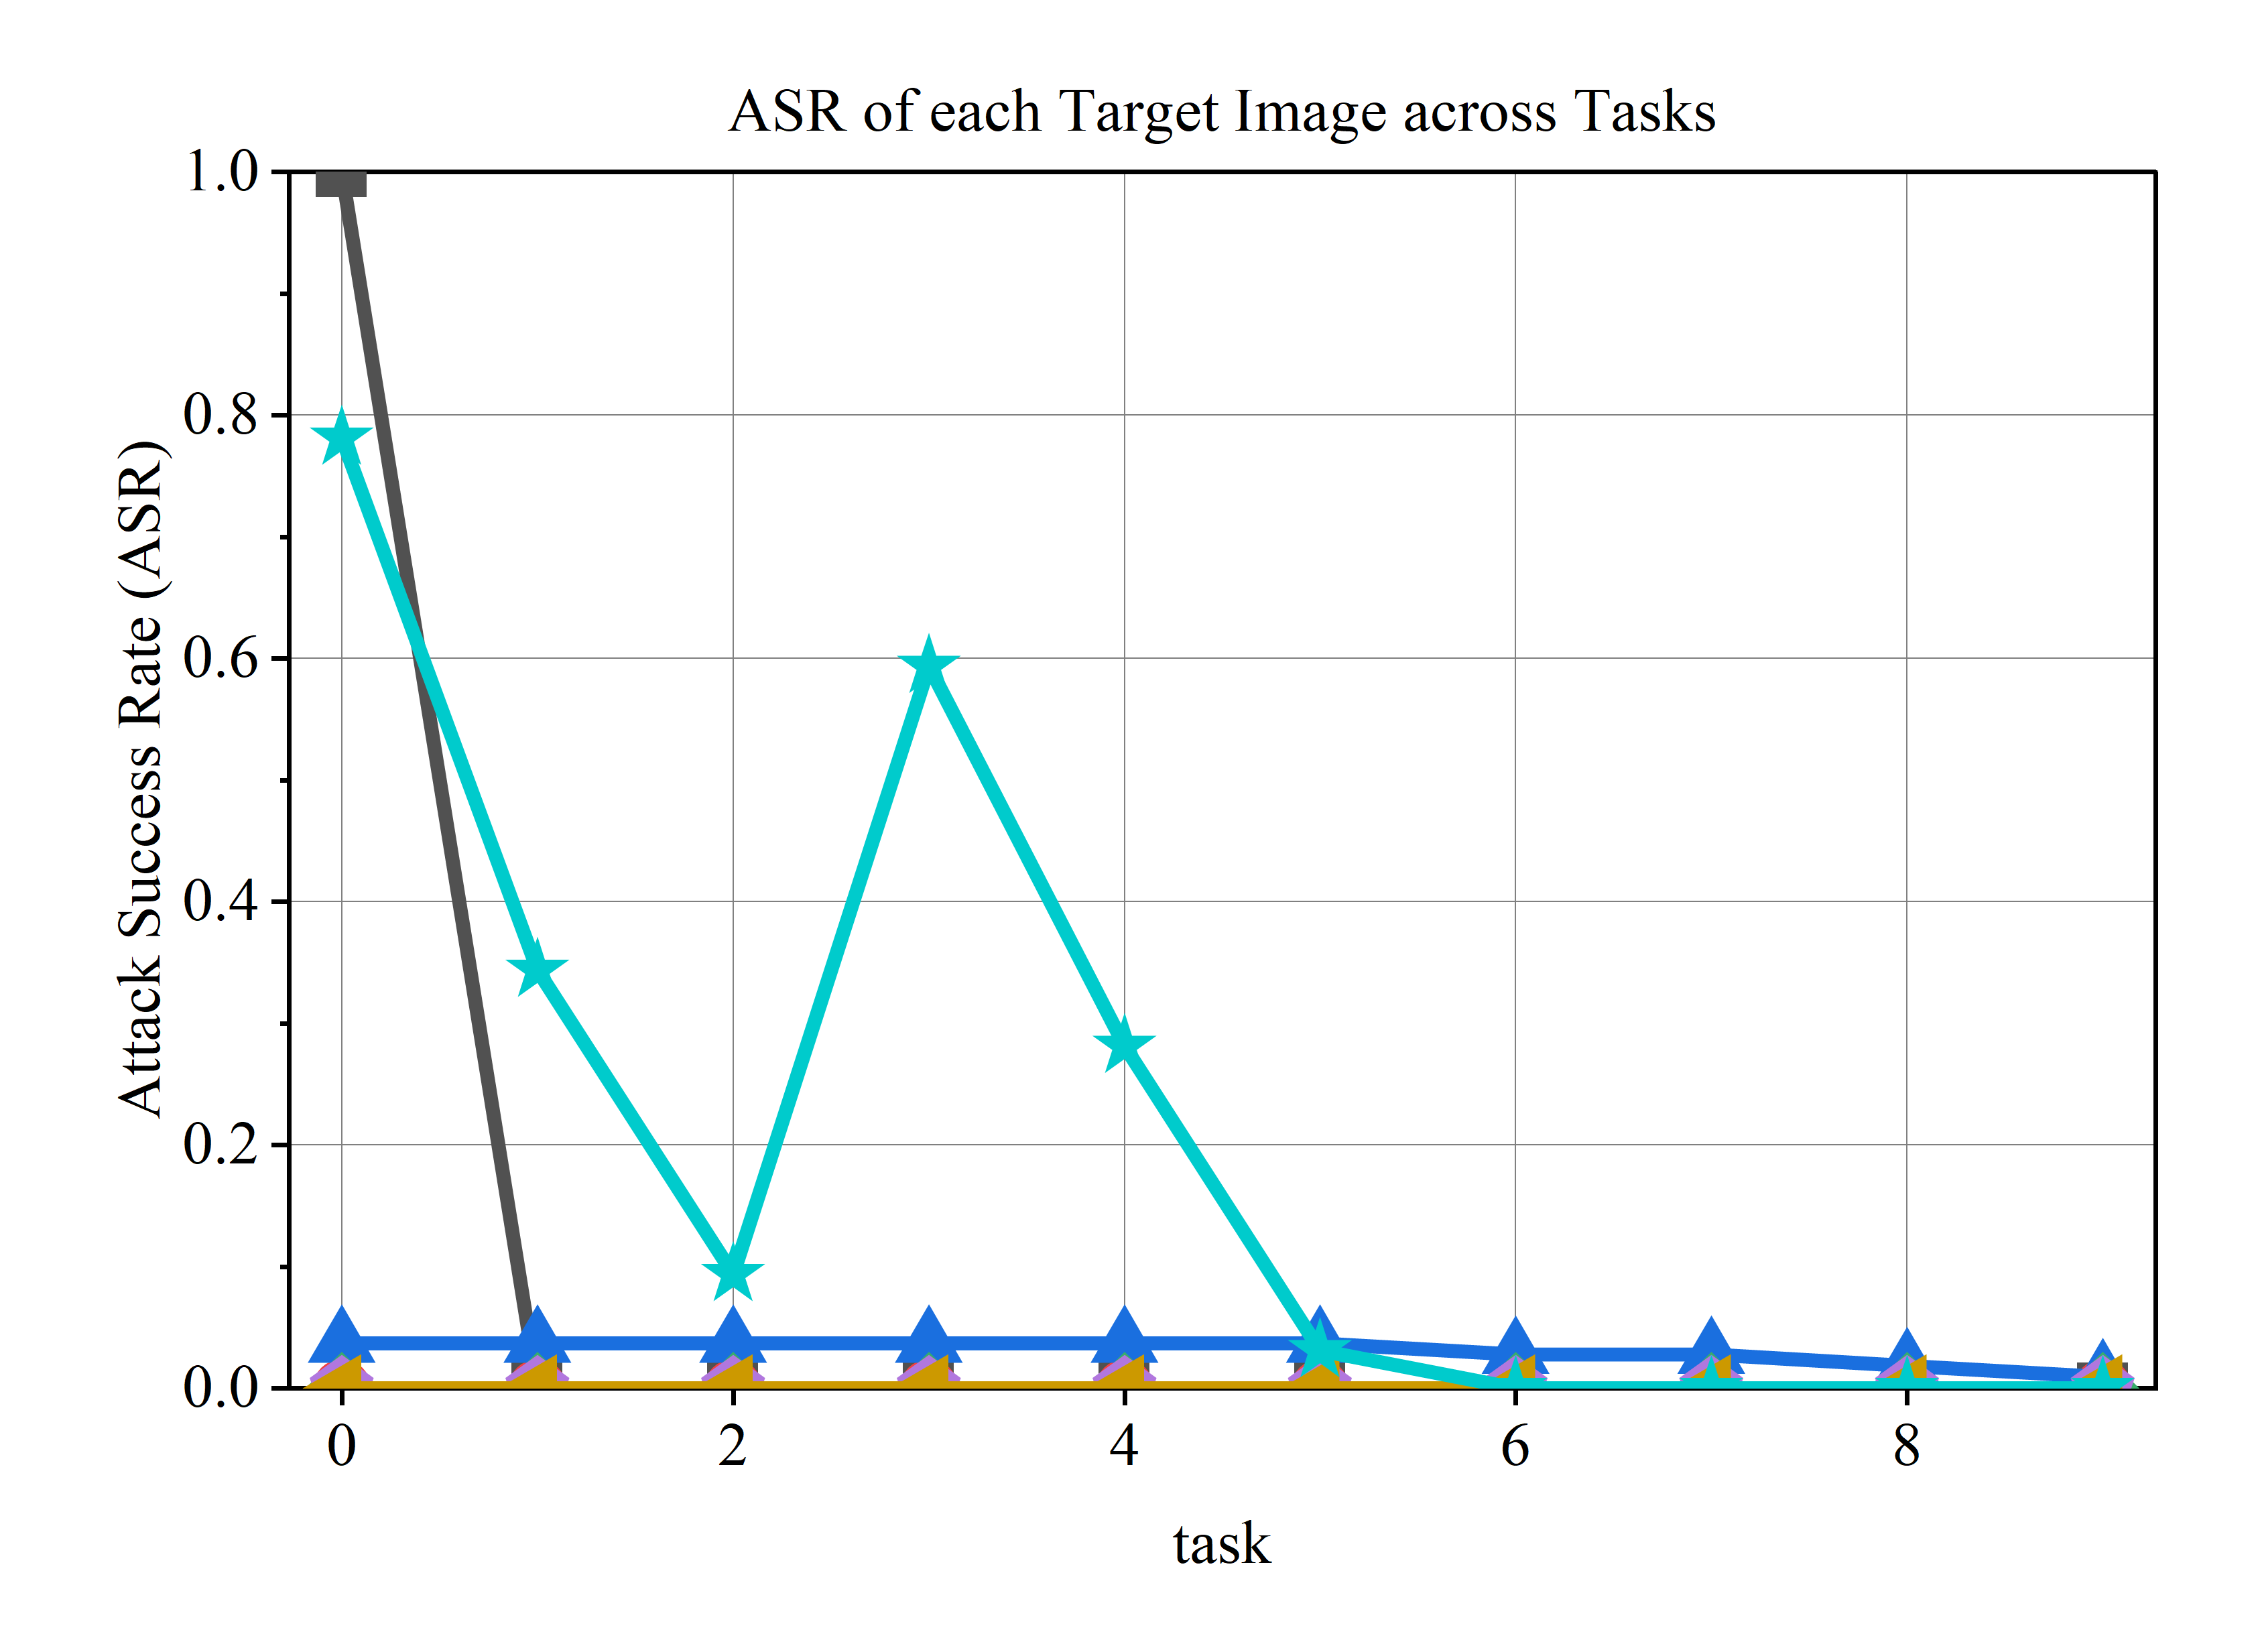 ASR of each Target Image across Tasks
Attack Success Rate (ASR)
1.0
0.8
0.6
0.4
0.2
0.0
0 2 4 6 8
task